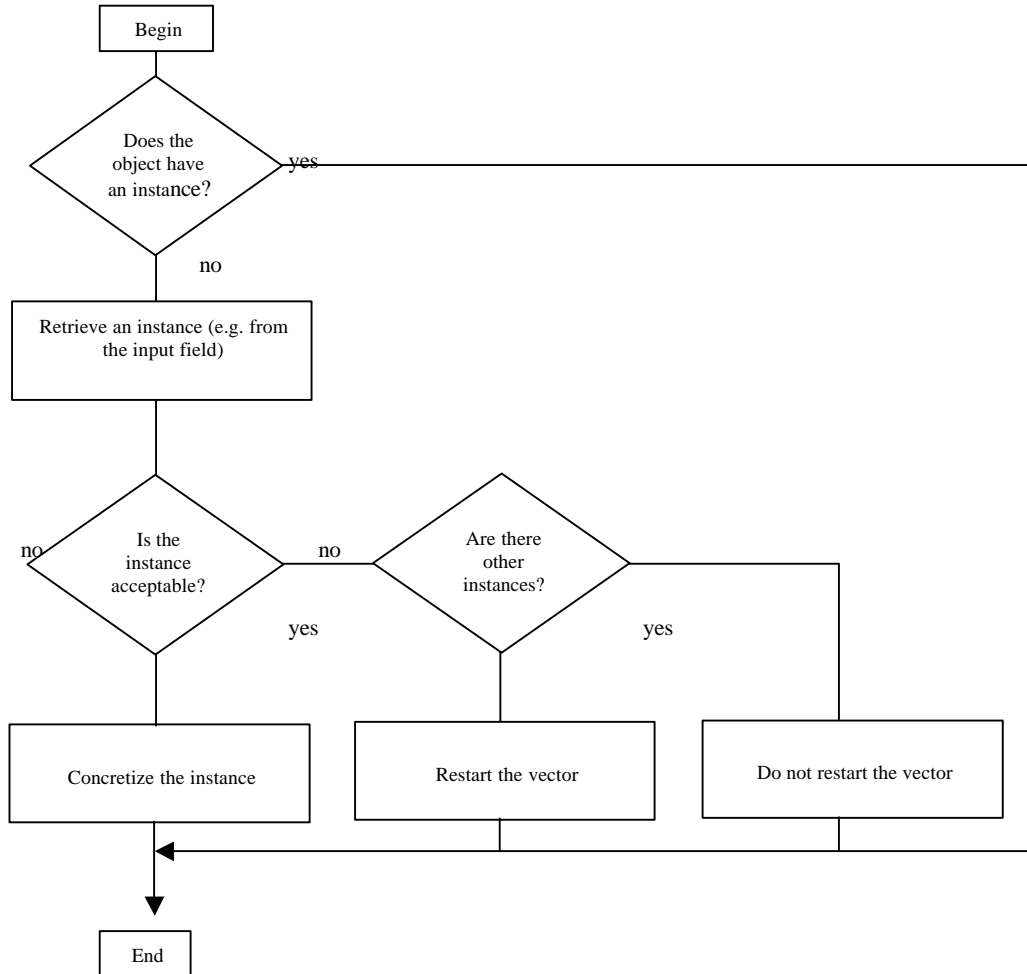 Begin
Does the
object have
an instance?
yes
no
Retrieve an instance (e.g. from
the input field)
no
Is the
instance
acceptable?
no
Are there
other
instances?
yes
yes
Concretize the instance
Restart the vector
Do not restart the vector
End